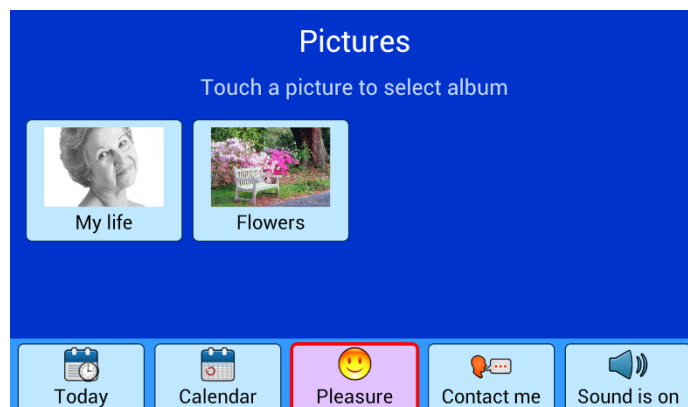 Pictures
Touch a picture to select album
My life
Flowers
Today
Calendar
Pleasure
Contact me
Sound is on